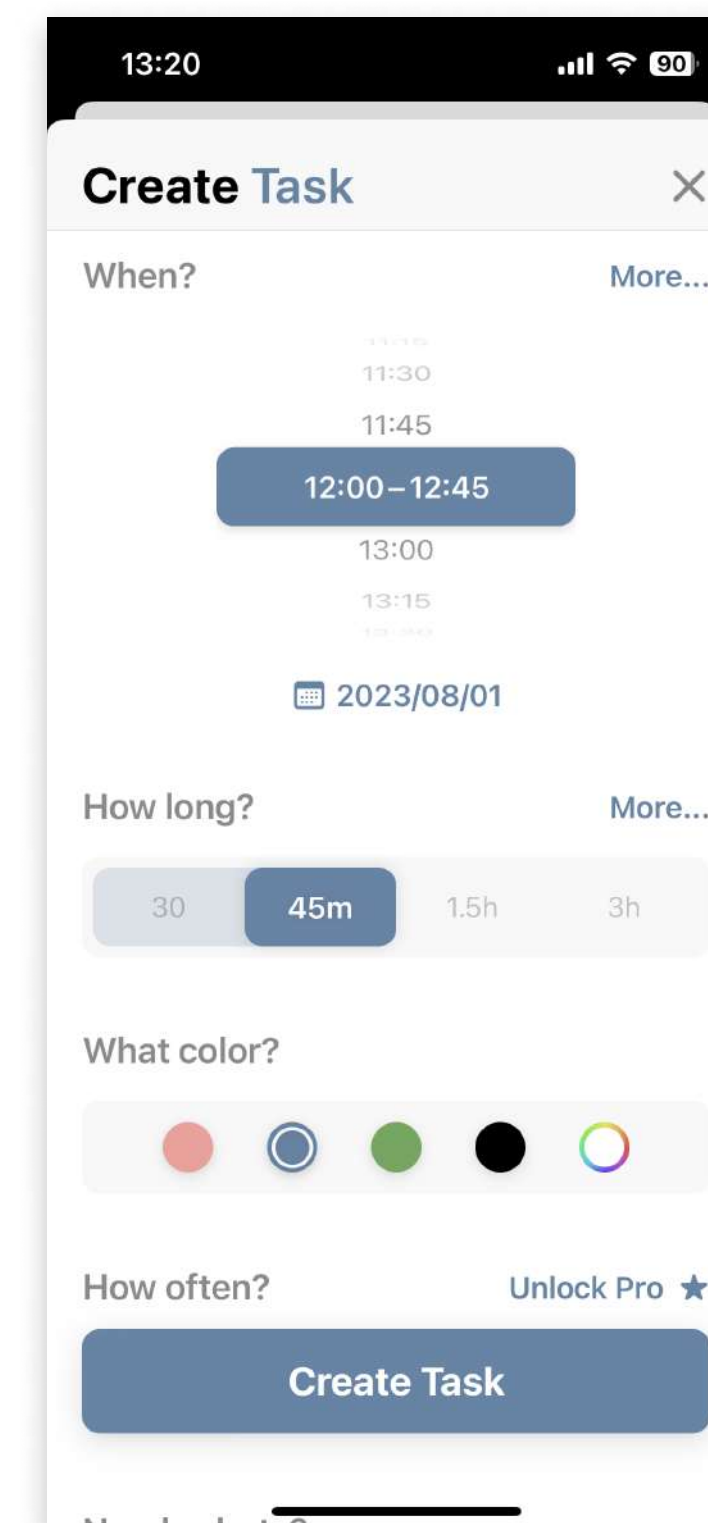 13:20 90
Create Task
When? More...
11:15
11:30
11:45
12:00–12:45
13:00
13:15
2023/08/01
How long? More...
30 45m 1.5h 3h
What color?
How often? Unlock Pro
Create Task